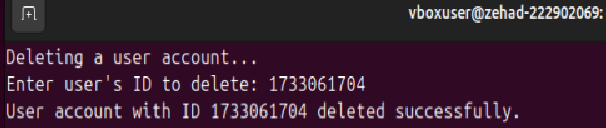 vboxuser@zehad-222902069:
Deleting a user account...
Enter user's ID to delete: 1733061704
User account with ID 1733061704 deleted successfully.